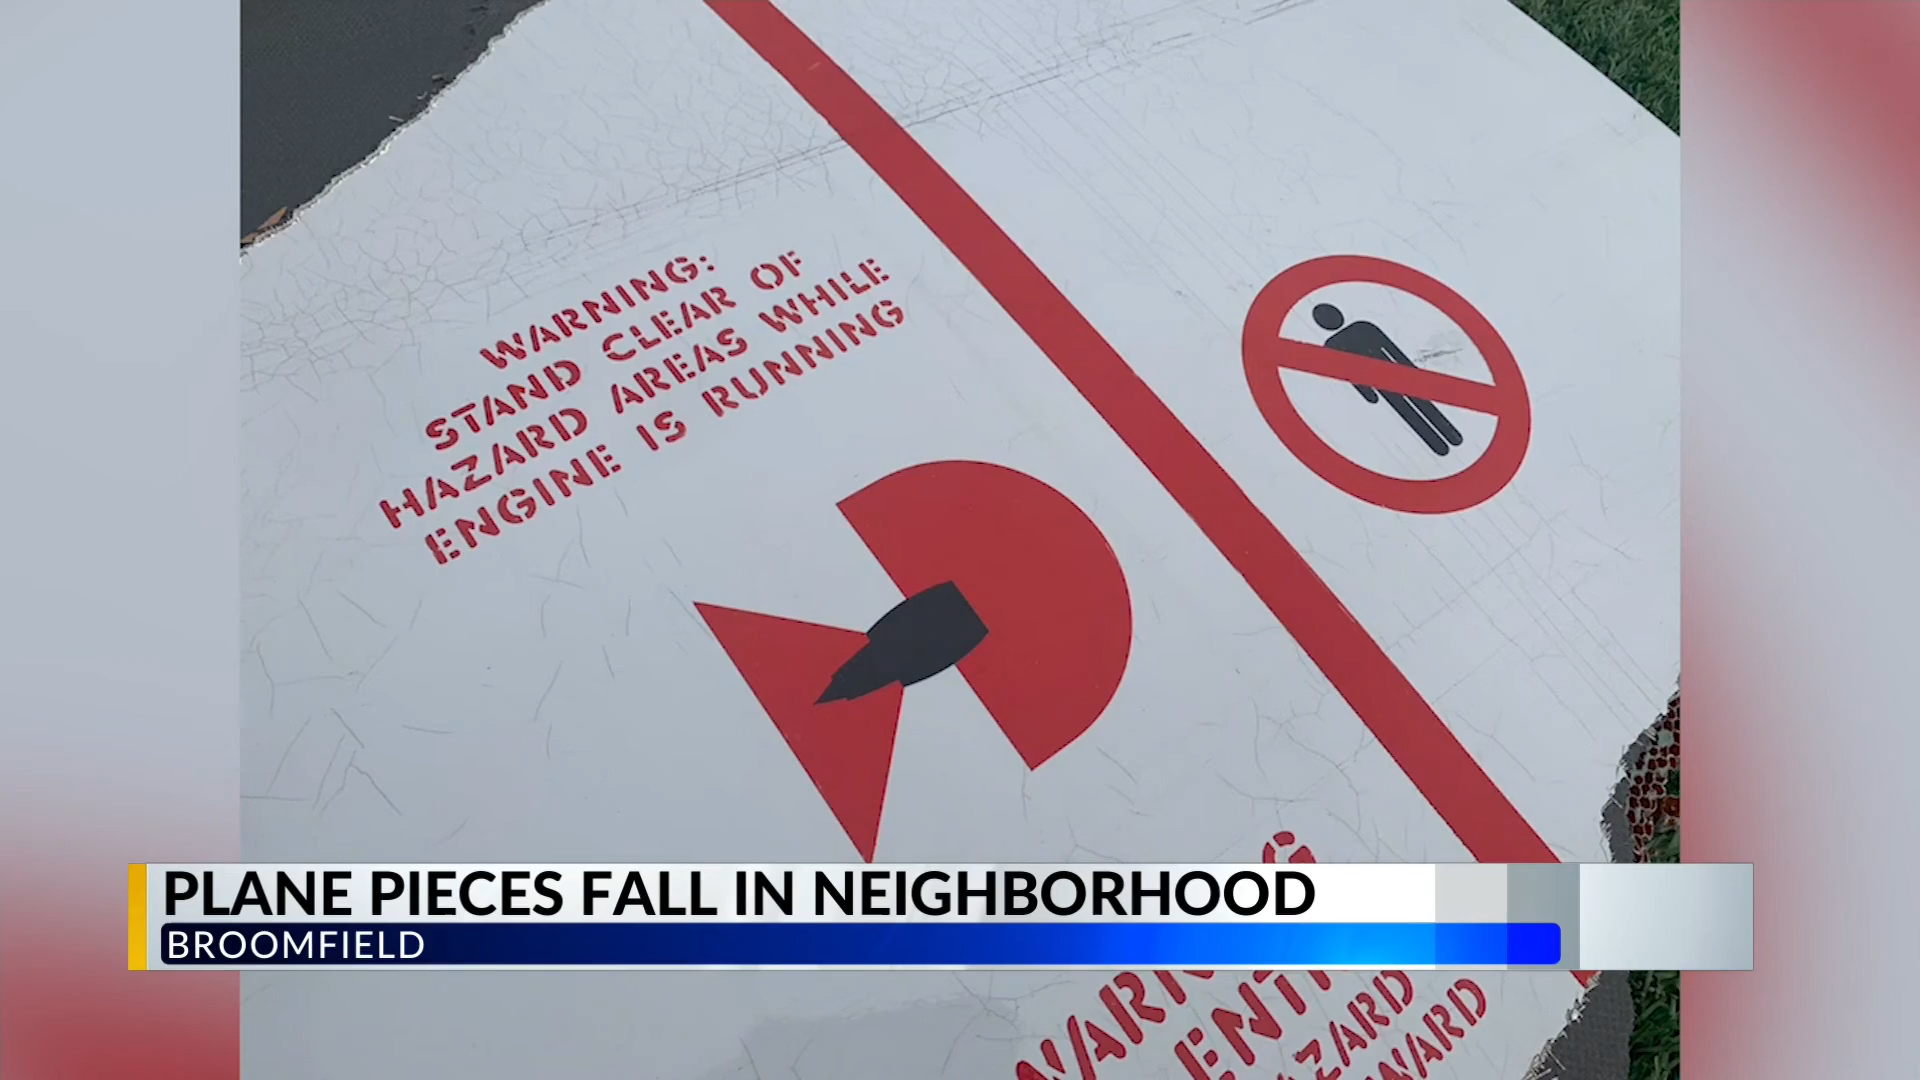 WARNING:
STAND CLEAR OF
HAZARD AREAS WHILE
ENGINE IS RUNNING
PLANE PIECES FALL IN NEIGHBORHOOD
BROOMFIELD